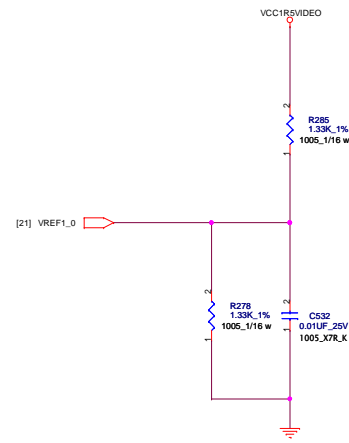 VCC1R5VIDEO
2
R285
1.33K_1%
1005_1/16 w
1
[21] VREF1_0
2
R278
1.33K_1%
1005_1/16 w
1
2
C532
0.01UF_25V
1
1005_X7R_K